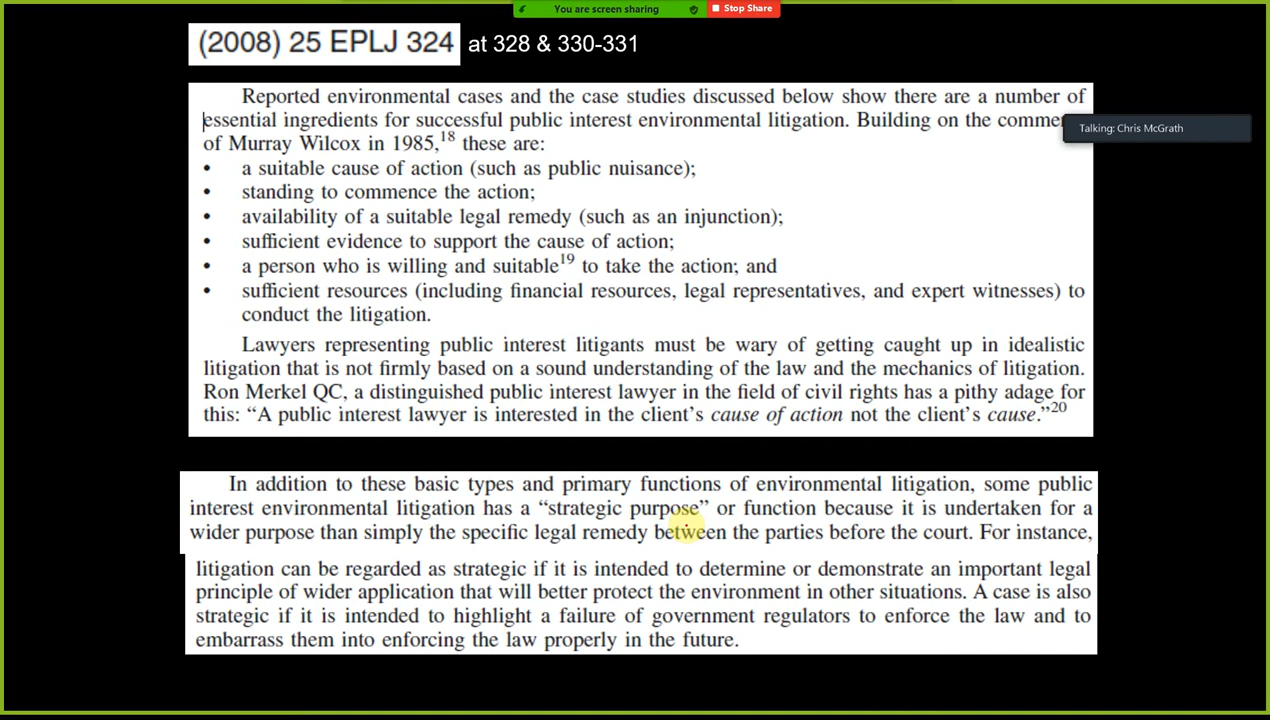 You are screen sharing
Stop Share
(2008) 25 EPLJ 324 at 328 & 330-331
Reported environmental cases and the case studies discussed below show there are a number of
essential ingredients for successful public interest environmental litigation. Building on the
Talking: Chris McGrath
of Murray Wilcox in 1985,18 these are:
• a suitable cause of action (such as public nuisance);
• standing to commence the action;
• availability of a suitable legal remedy (such as an injunction);
• sufficient evidence to support the cause of action;
• a person who is willing and suitable19 to take the action; and
• sufficient resources (including financial resources, legal representatives, and expert witnesses) to
conduct the litigation.
Lawyers representing public interest litigants must be wary of getting caught up in idealistic
litigation that is not firmly based on a sound understanding of the law and the mechanics of litigation.
Ron Merkel QC, a distinguished public interest lawyer in the field of civil rights has a pithy adage for
this: “A public interest lawyer is interested in the client’s cause of action not the client’s cause.”20
In addition to these basic types and primary functions of environmental litigation, some public
interest environmental litigation has a “strategic purpose” or function because it is undertaken for a
wider purpose than simply the specific legal remedy between the parties before the court. For instance,
litigation can be regarded as strategic if it is intended to determine or demonstrate an important legal
principle of wider application that will better protect the environment in other situations. A case is also
strategic if it is intended to highlight a failure of government regulators to enforce the law and to
embarrass them into enforcing the law properly in the future.